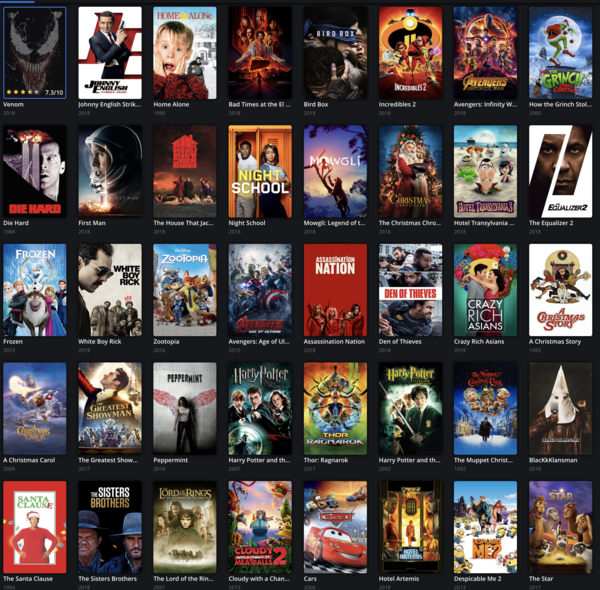 HOME ALONE
BIRD BOX
INCREDIBLES 2
AVENGERS
INFINITY WAR
GRINCH
JOHNNY ENGLISH
7.3/10
Venom
Johnny English Strik...
Home Alone
Bad Times at the El ...
Bird Box
Incredibles 2
Avengers: Infinity W...
How the Grinch Stol...
2018
2018
1990
2018
2018
2018
2018
2000
DIE HARD
NIGHT
SCHOOL
MOWGLI
CHRISTMAS
HOTEL TRANSYLVANIA 3
EQUALIZER 2
Die Hard
First Man
The House That Jac...
Night School
Mowgli: Legend of t...
The Christmas Chro...
Hotel Transylvania ...
The Equalizer 2
1988
2018
2018
2018
2018
2018
2018
2018
FROZEN
WHITE
BOY
RICK
ZOOTOPIA
AVENGERS
AGE OF ULTRON
ASSASSINATION
NATION
DEN OF THIEVES
CRAZY
RICH
ASIANS
A
CHRISTMAS
STORY
Frozen
White Boy Rick
Zootopia
Avengers: Age of Ul...
Assassination Nation
Den of Thieves
Crazy Rich Asians
A Christmas Story
2013
2018
2016
2015
2018
2018
2018
1983
CHRISTMAS
CAROL
THE
GREATEST
SHOWMAN
PEPPERMINT
Harry Potter
THOR
RAGNAROK
Harry Potter
The Muppet
Christmas Carol
A Christmas Carol
The Greatest Show...
Peppermint
Harry Potter and th...
Thor: Ragnarok
Harry Potter and th...
The Muppet Christ...
BlacKkKlansman
2009
2017
2018
2007
2017
2002
1992
2018
SANTA
CLAUSE
THE
SISTERS
BROTHERS
THE LORD OF THE RINGS
CLOUDY
MEATBALLS 2
Cars
HOTEL
ARTEMIS
DESPICABLE
ME 2
THE
STAR
The Santa Clause
The Sisters Brothers
The Lord of the Rin...
Cloudy with a Chan...
Cars
Hotel Artemis
Despicable Me 2
The Star
1994
2018
2001
2013
2006
2018
2013
2017